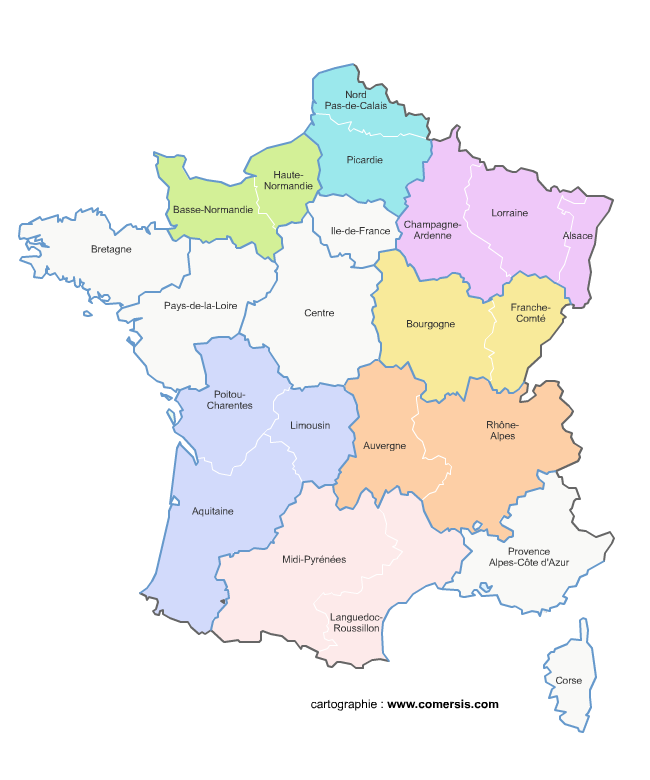 Nord
Pas-de-Calais
Picardie
Haute-
Normandie
Basse-Normandie
Ile-de-France
Champagne-
Ardenne
Lorraine
Alsace
Bretagne
Pays-de-la-Loire
Centre
Bourgogne
Franche-
Comté
Poitou-
Charentes
Limousin
Auvergne
Rhône-
Alpes
Aquitaine
Midi-Pyrénées
Provence
Alpes-Côte d'Azur
Languedoc-
Roussillon
Corse
cartographie : www.comersis.com